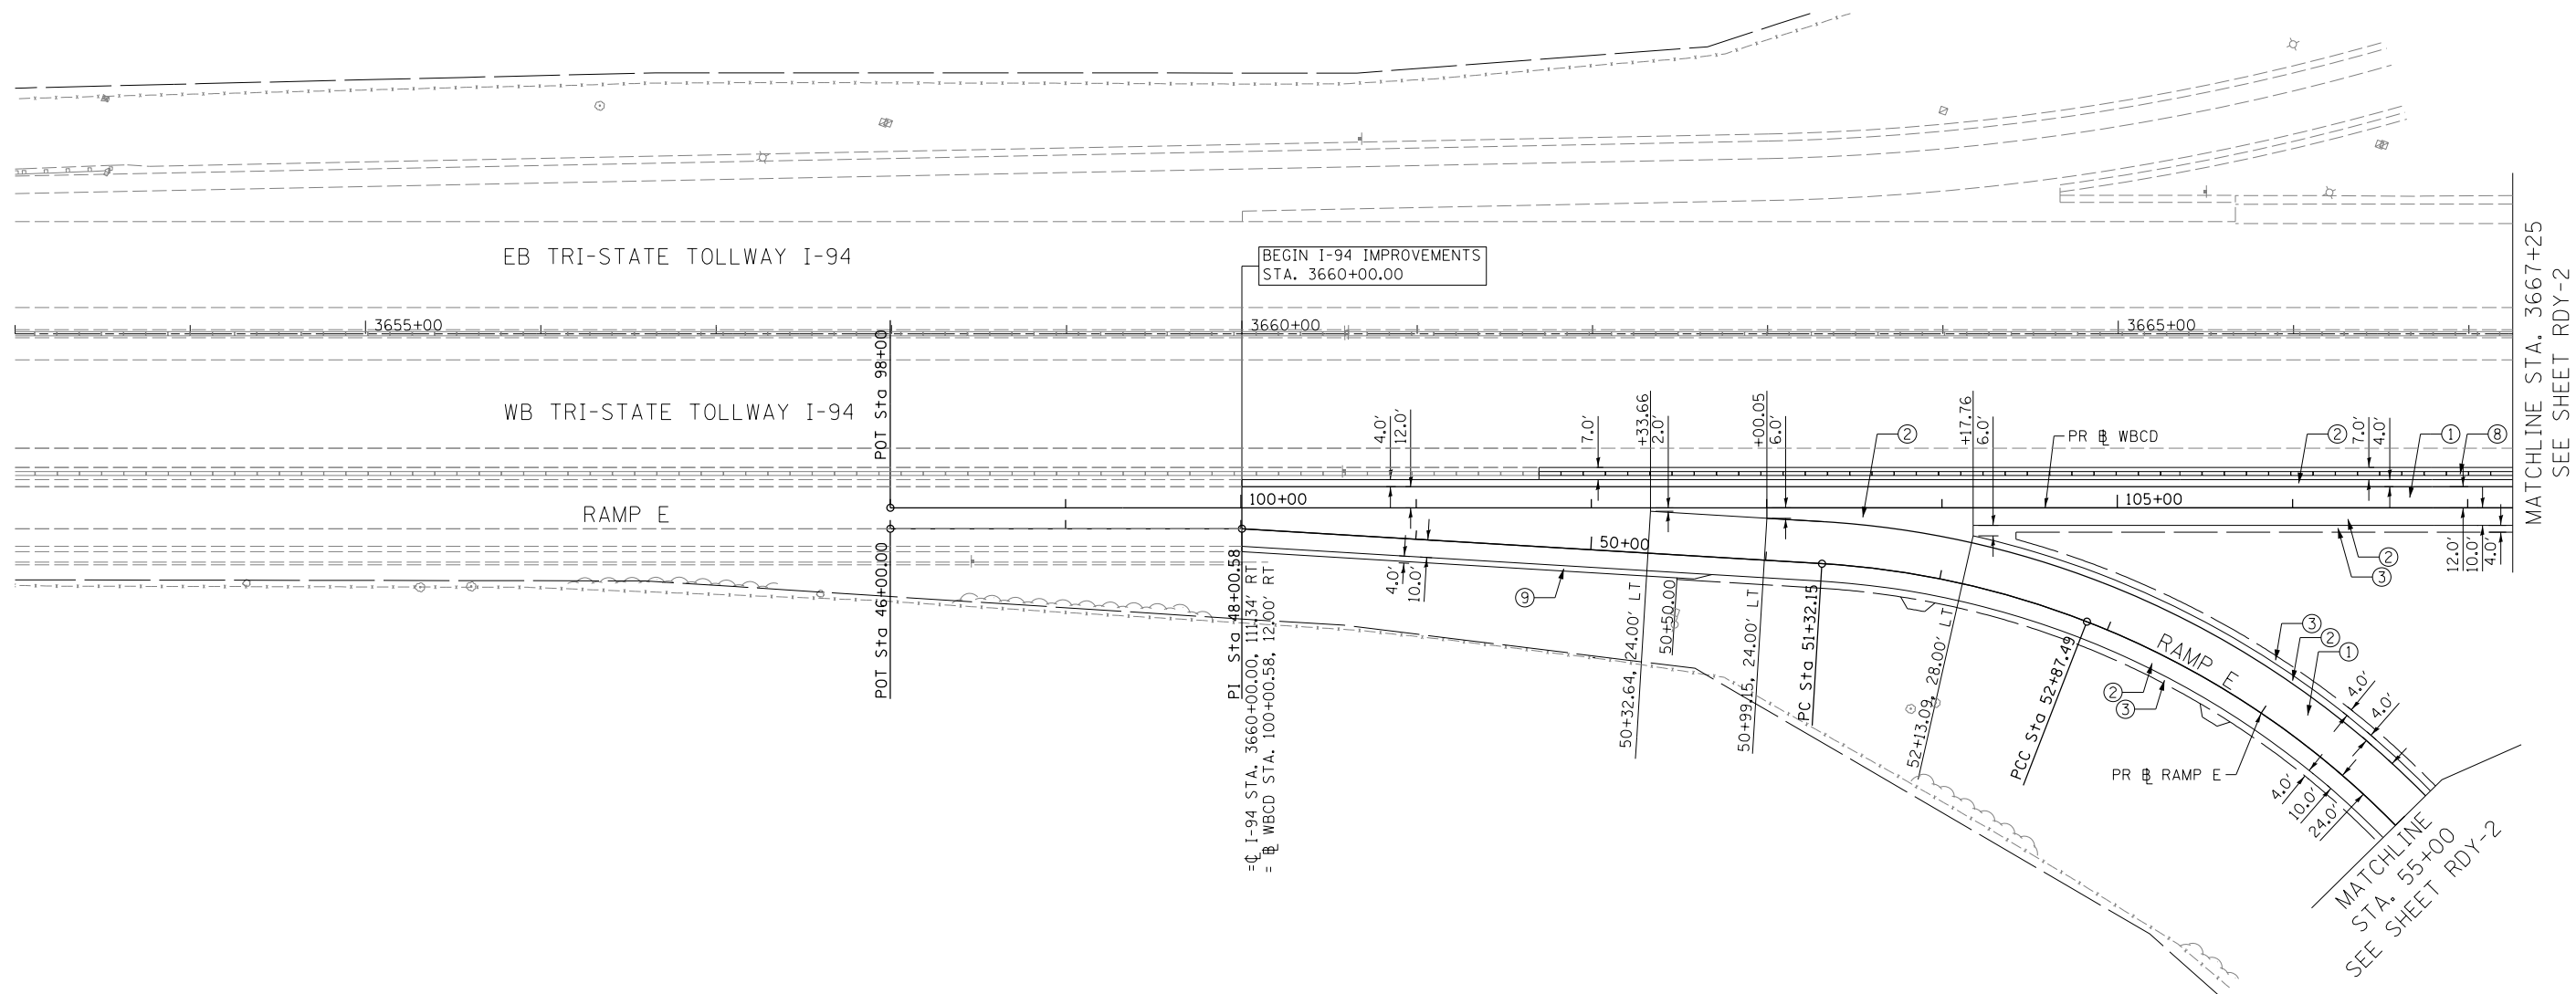 EB TRI-STATE TOLLWAY I-94
BEGIN I-94 IMPROVEMENTS
STA. 3660+00.00
3655+00
3660+00
3665+00
MATCHLINE STA. 3667+25
SEE SHEET RDY-2
POT Sta 98+00
WB TRI-STATE TOLLWAY I-94
4.0'
12.0'
7.0'
+33.66
2.0'
+00.05
6.0'
+17.76
6.0'
2
PR BL WBCD
2
7.0'
4.0'
1
8
RAMP E
100+00
105+00
50+00
4.0'
10.0'
9
12.0'
10.0'
4.0'
2
3
POT Sta 46+00.00
PI Sta 48+00.58
=CL I-94 STA. 3660+00.00, 111.34' RT
= BL WBCD STA. 100+00.58, 12.00' RT
50+32.64, 24.00' LT
50+50.00
50+99.15, 24.00' LT
PC Sta 51+32.15
52+13.09, 28.00' LT
PCC Sta 52+87.49
RAMP E
3
2
1
2
3
4.0'
4.0'
PR BL RAMP E
4.0'
10.0'
24.0'
MATCHLINE
STA. 55+00
SEE SHEET RDY-2